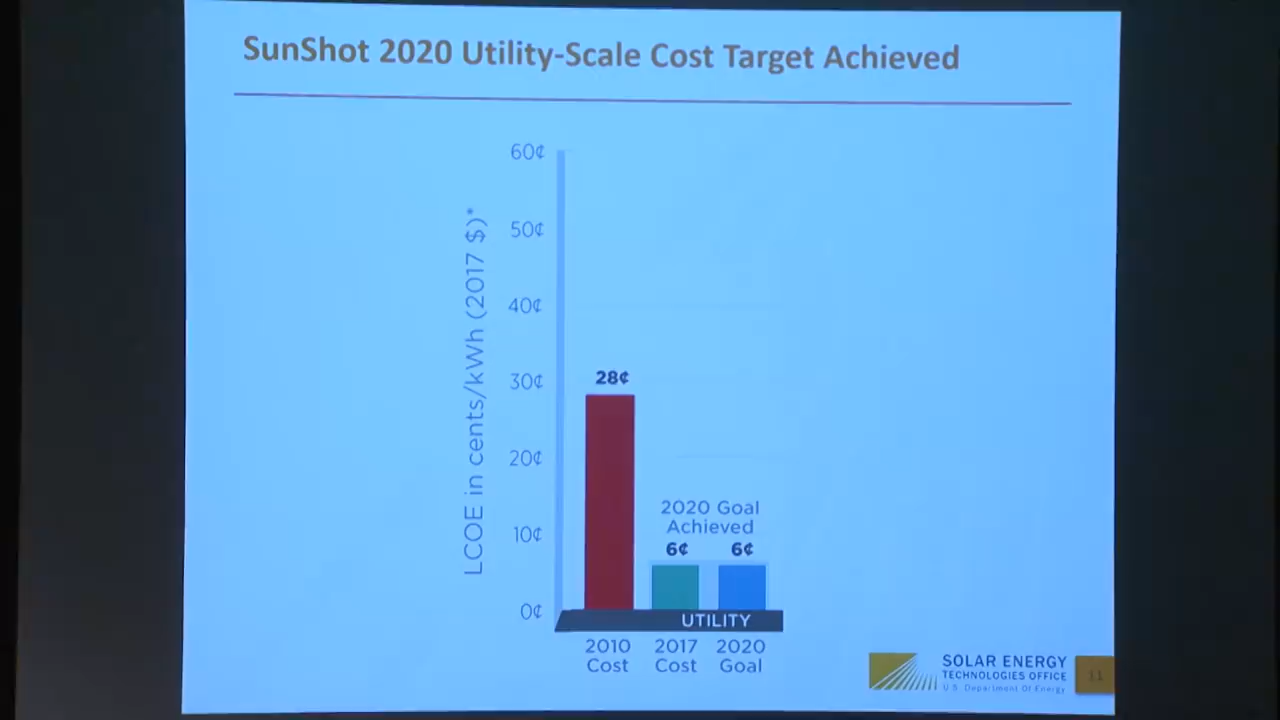 SunShot 2020 Utility-Scale Cost Target Achieved
LCOE in cents/kWh (2017 $)*
60¢
50¢
40¢
30¢
20¢
10¢
0¢
28¢
2020 Goal
Achieved
6¢ 6¢
UTILITY
2010 Cost
2017 Cost
2020 Goal
SOLAR ENERGY
TECHNOLOGIES OFFICE
U.S. Department Of Energy
11